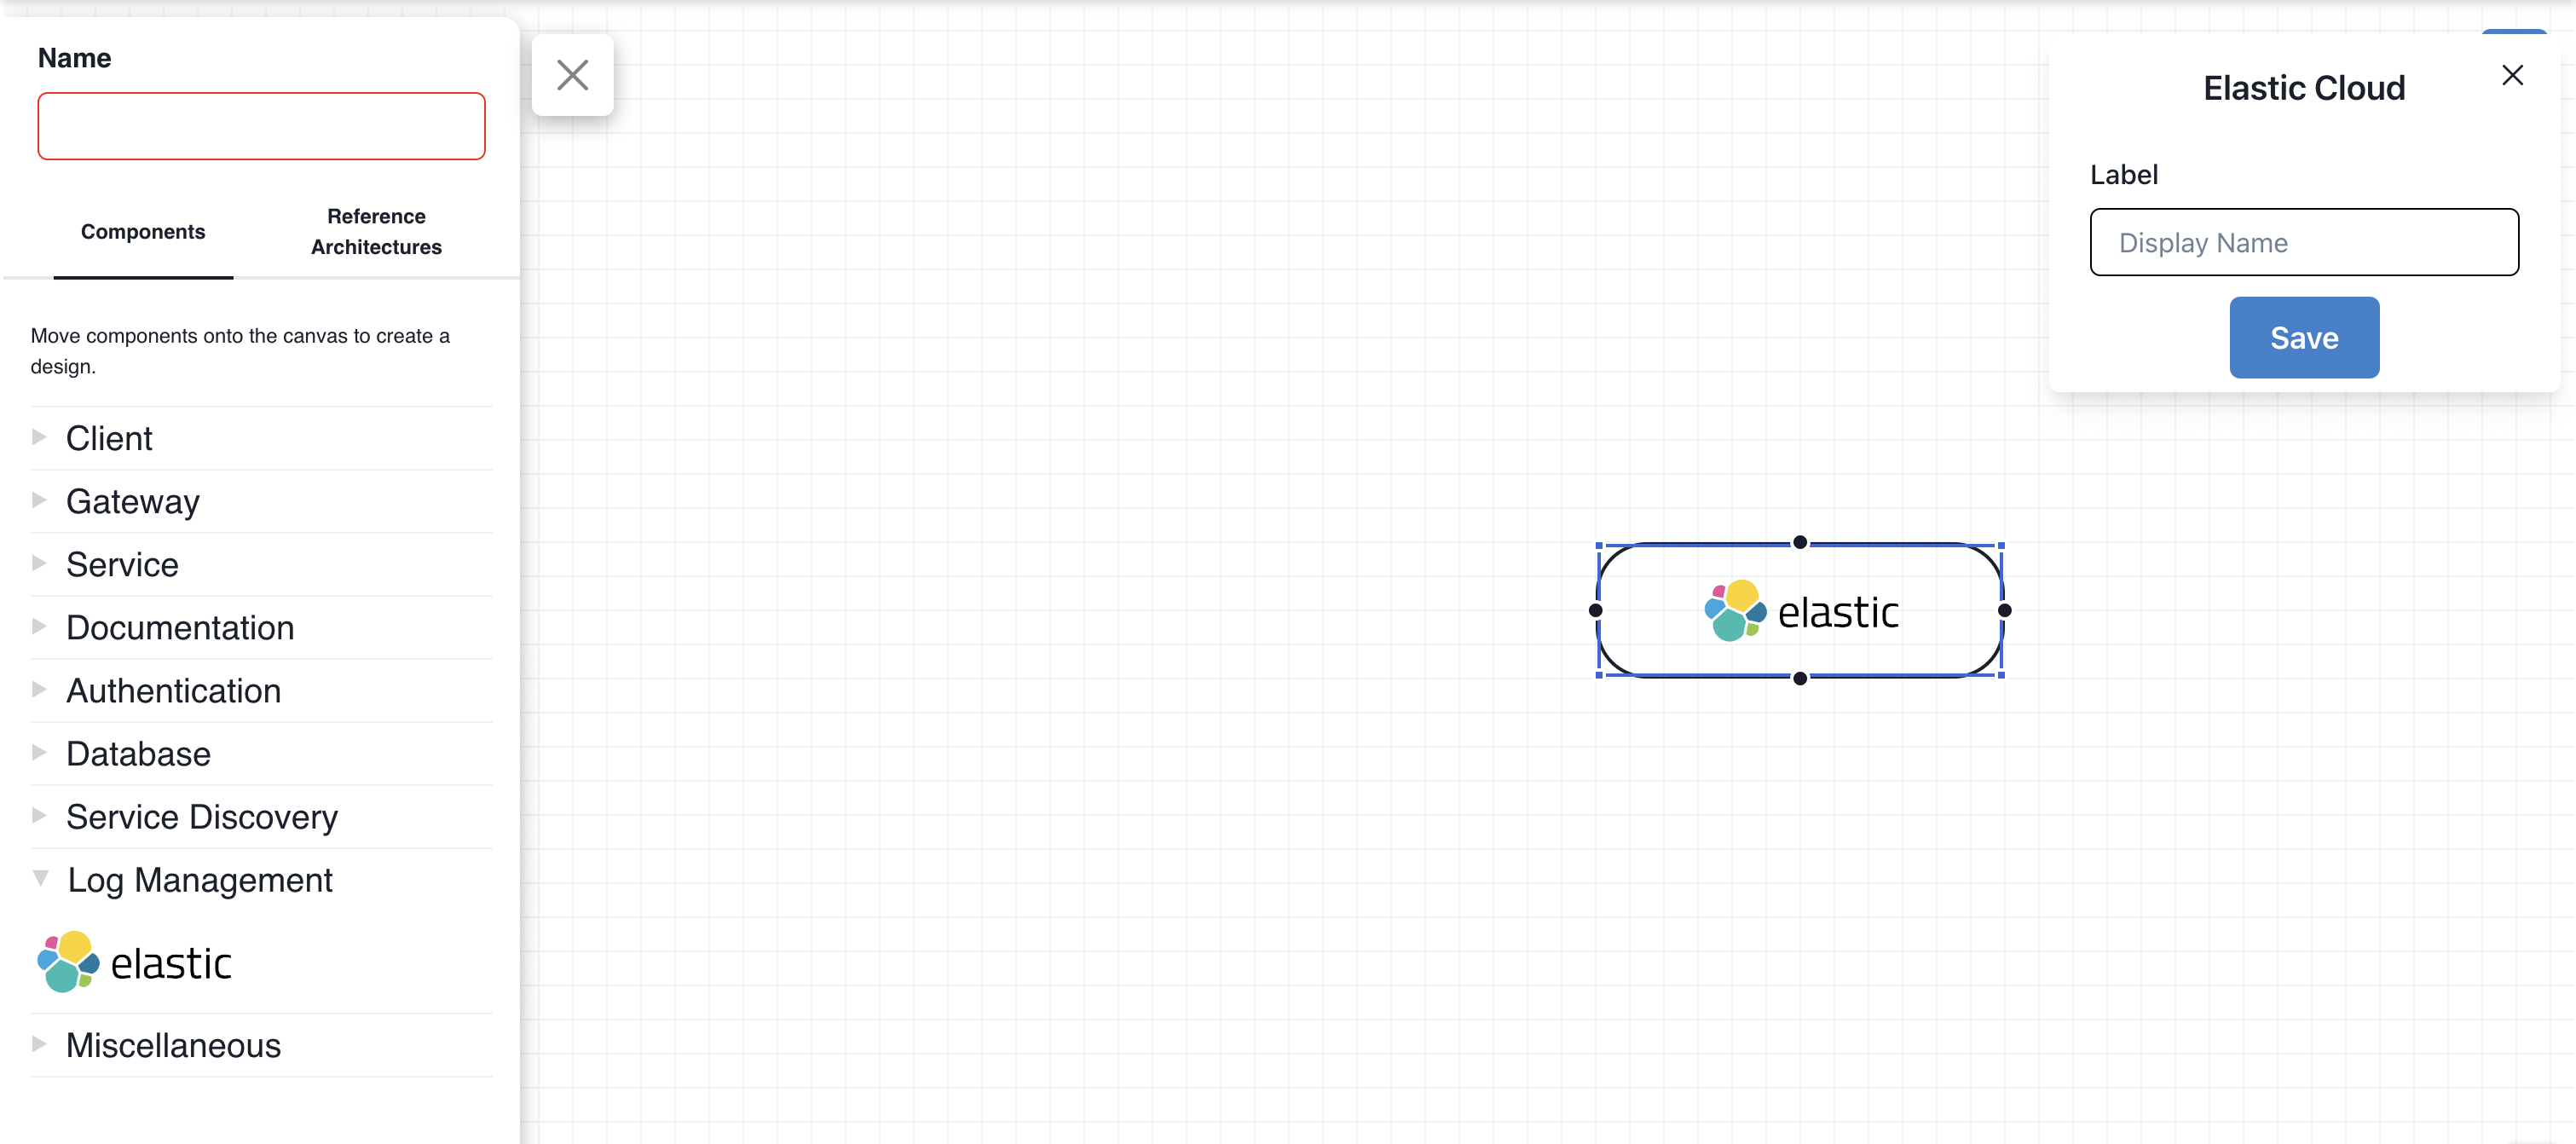 Name
Components
Reference
Architectures
Move components onto the canvas to create a
design.
Client
Gateway
Service
Documentation
Authentication
Database
Service Discovery
Log Management
elastic
Miscellaneous
elastic
Elastic Cloud
Label
Display Name
Save